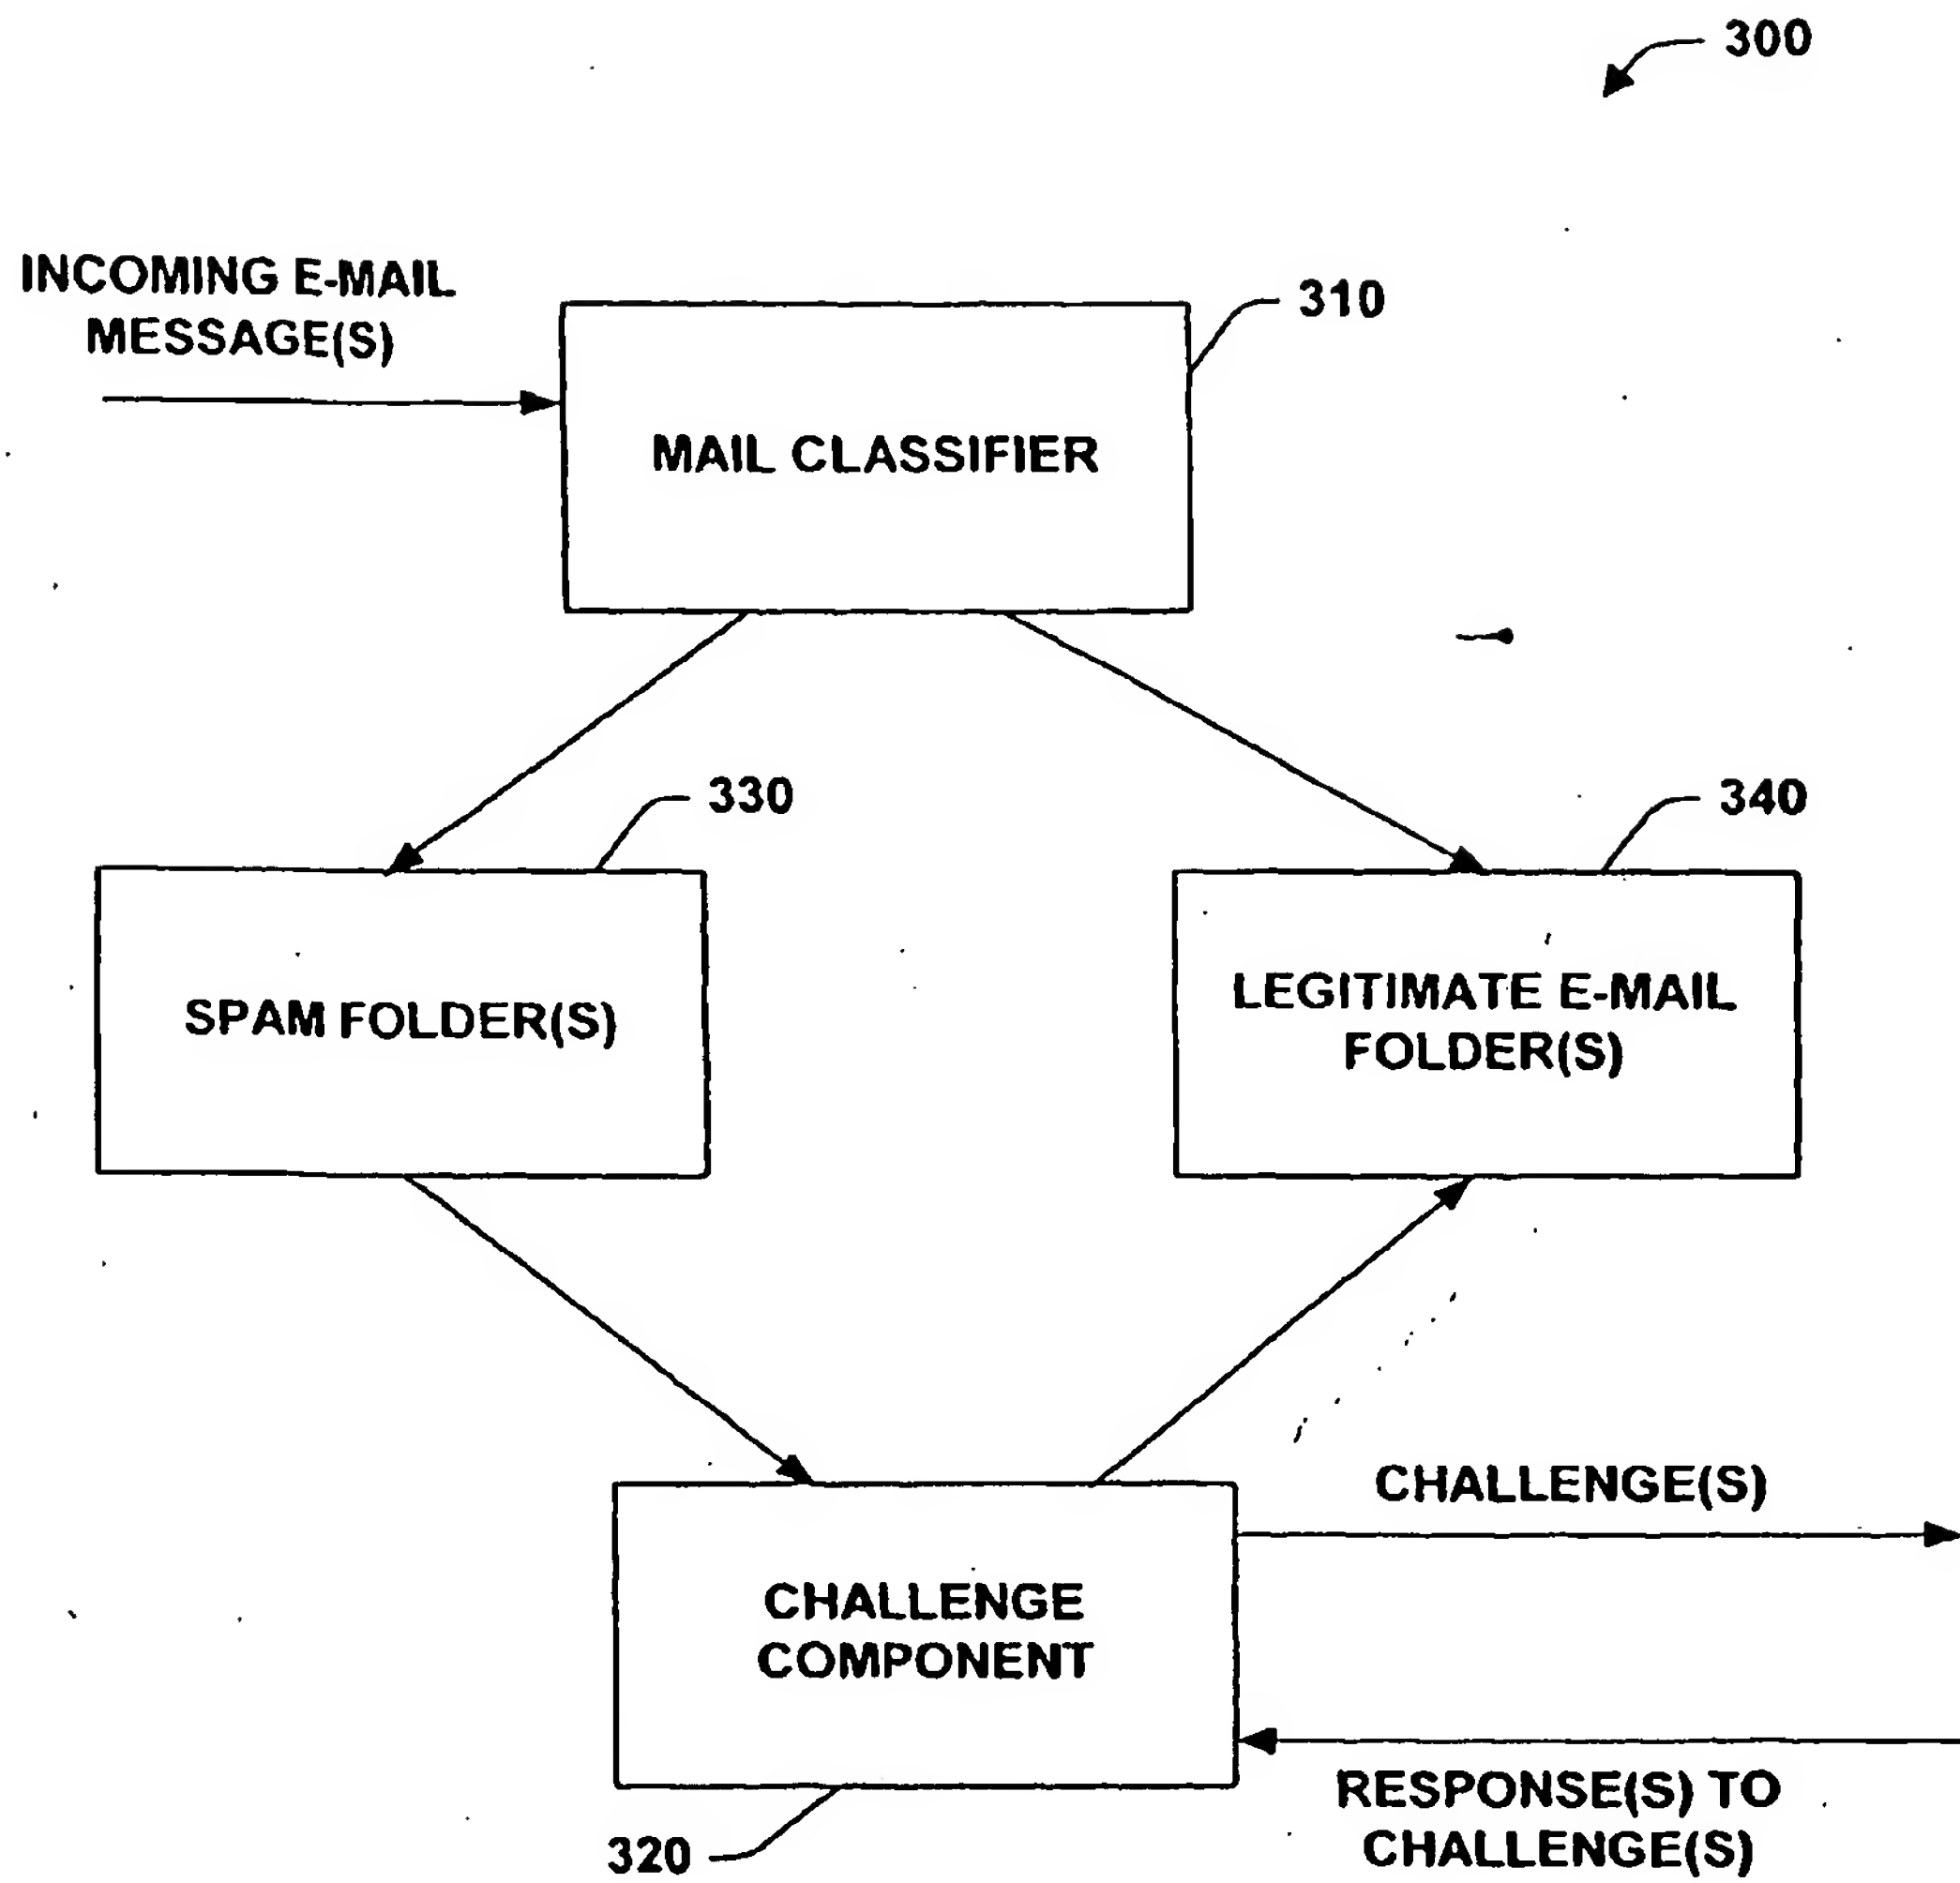 300
INCOMING E-MAIL
MESSAGE(S)
310
MAIL CLASSIFIER
330
340
SPAM FOLDER(S)
LEGITIMATE E-MAIL
FOLDER(S)
CHALLENGE(S)
CHALLENGE
COMPONENT
RESPONSE(S) TO
CHALLENGE(S)
320